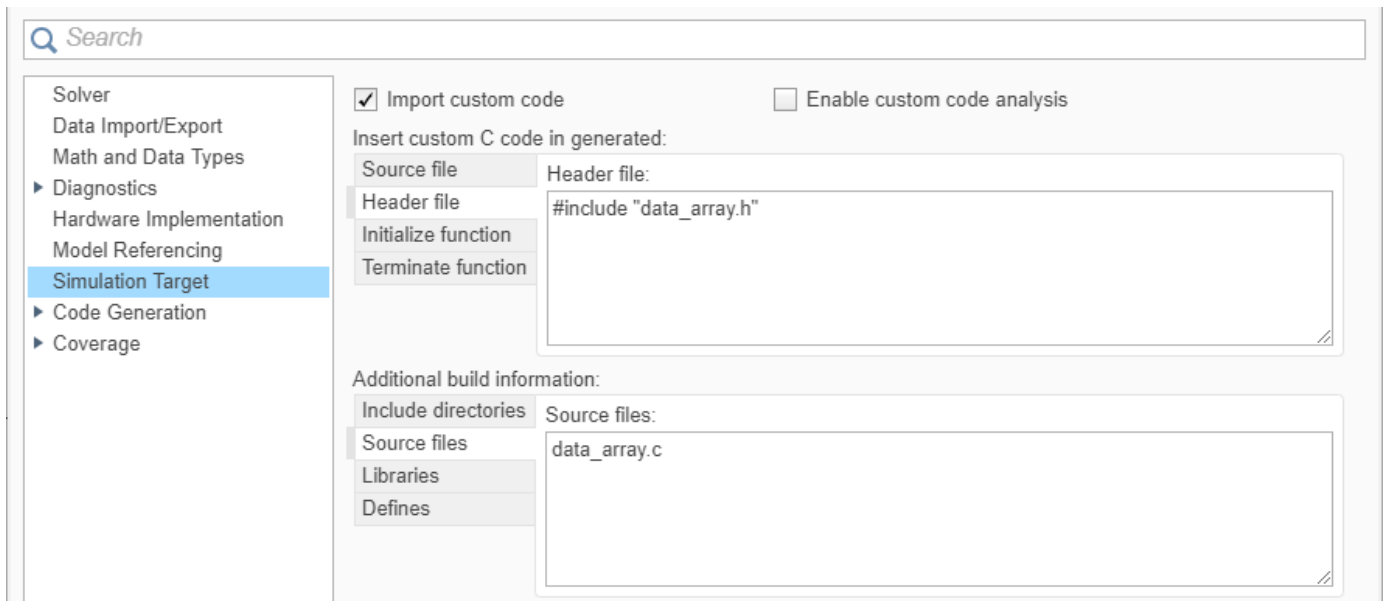 Search
Solver
Data Import/Export
Math and Data Types
Diagnostics
Hardware Implementation
Model Referencing
Simulation Target
Code Generation
Coverage
Import custom code
Enable custom code analysis
Insert custom C code in generated:
Source file
Header file
Initialize function
Terminate function
Header file:
#include "data_array.h"
Additional build information:
Include directories
Source files
Libraries
Defines
Source files:
data_array.c